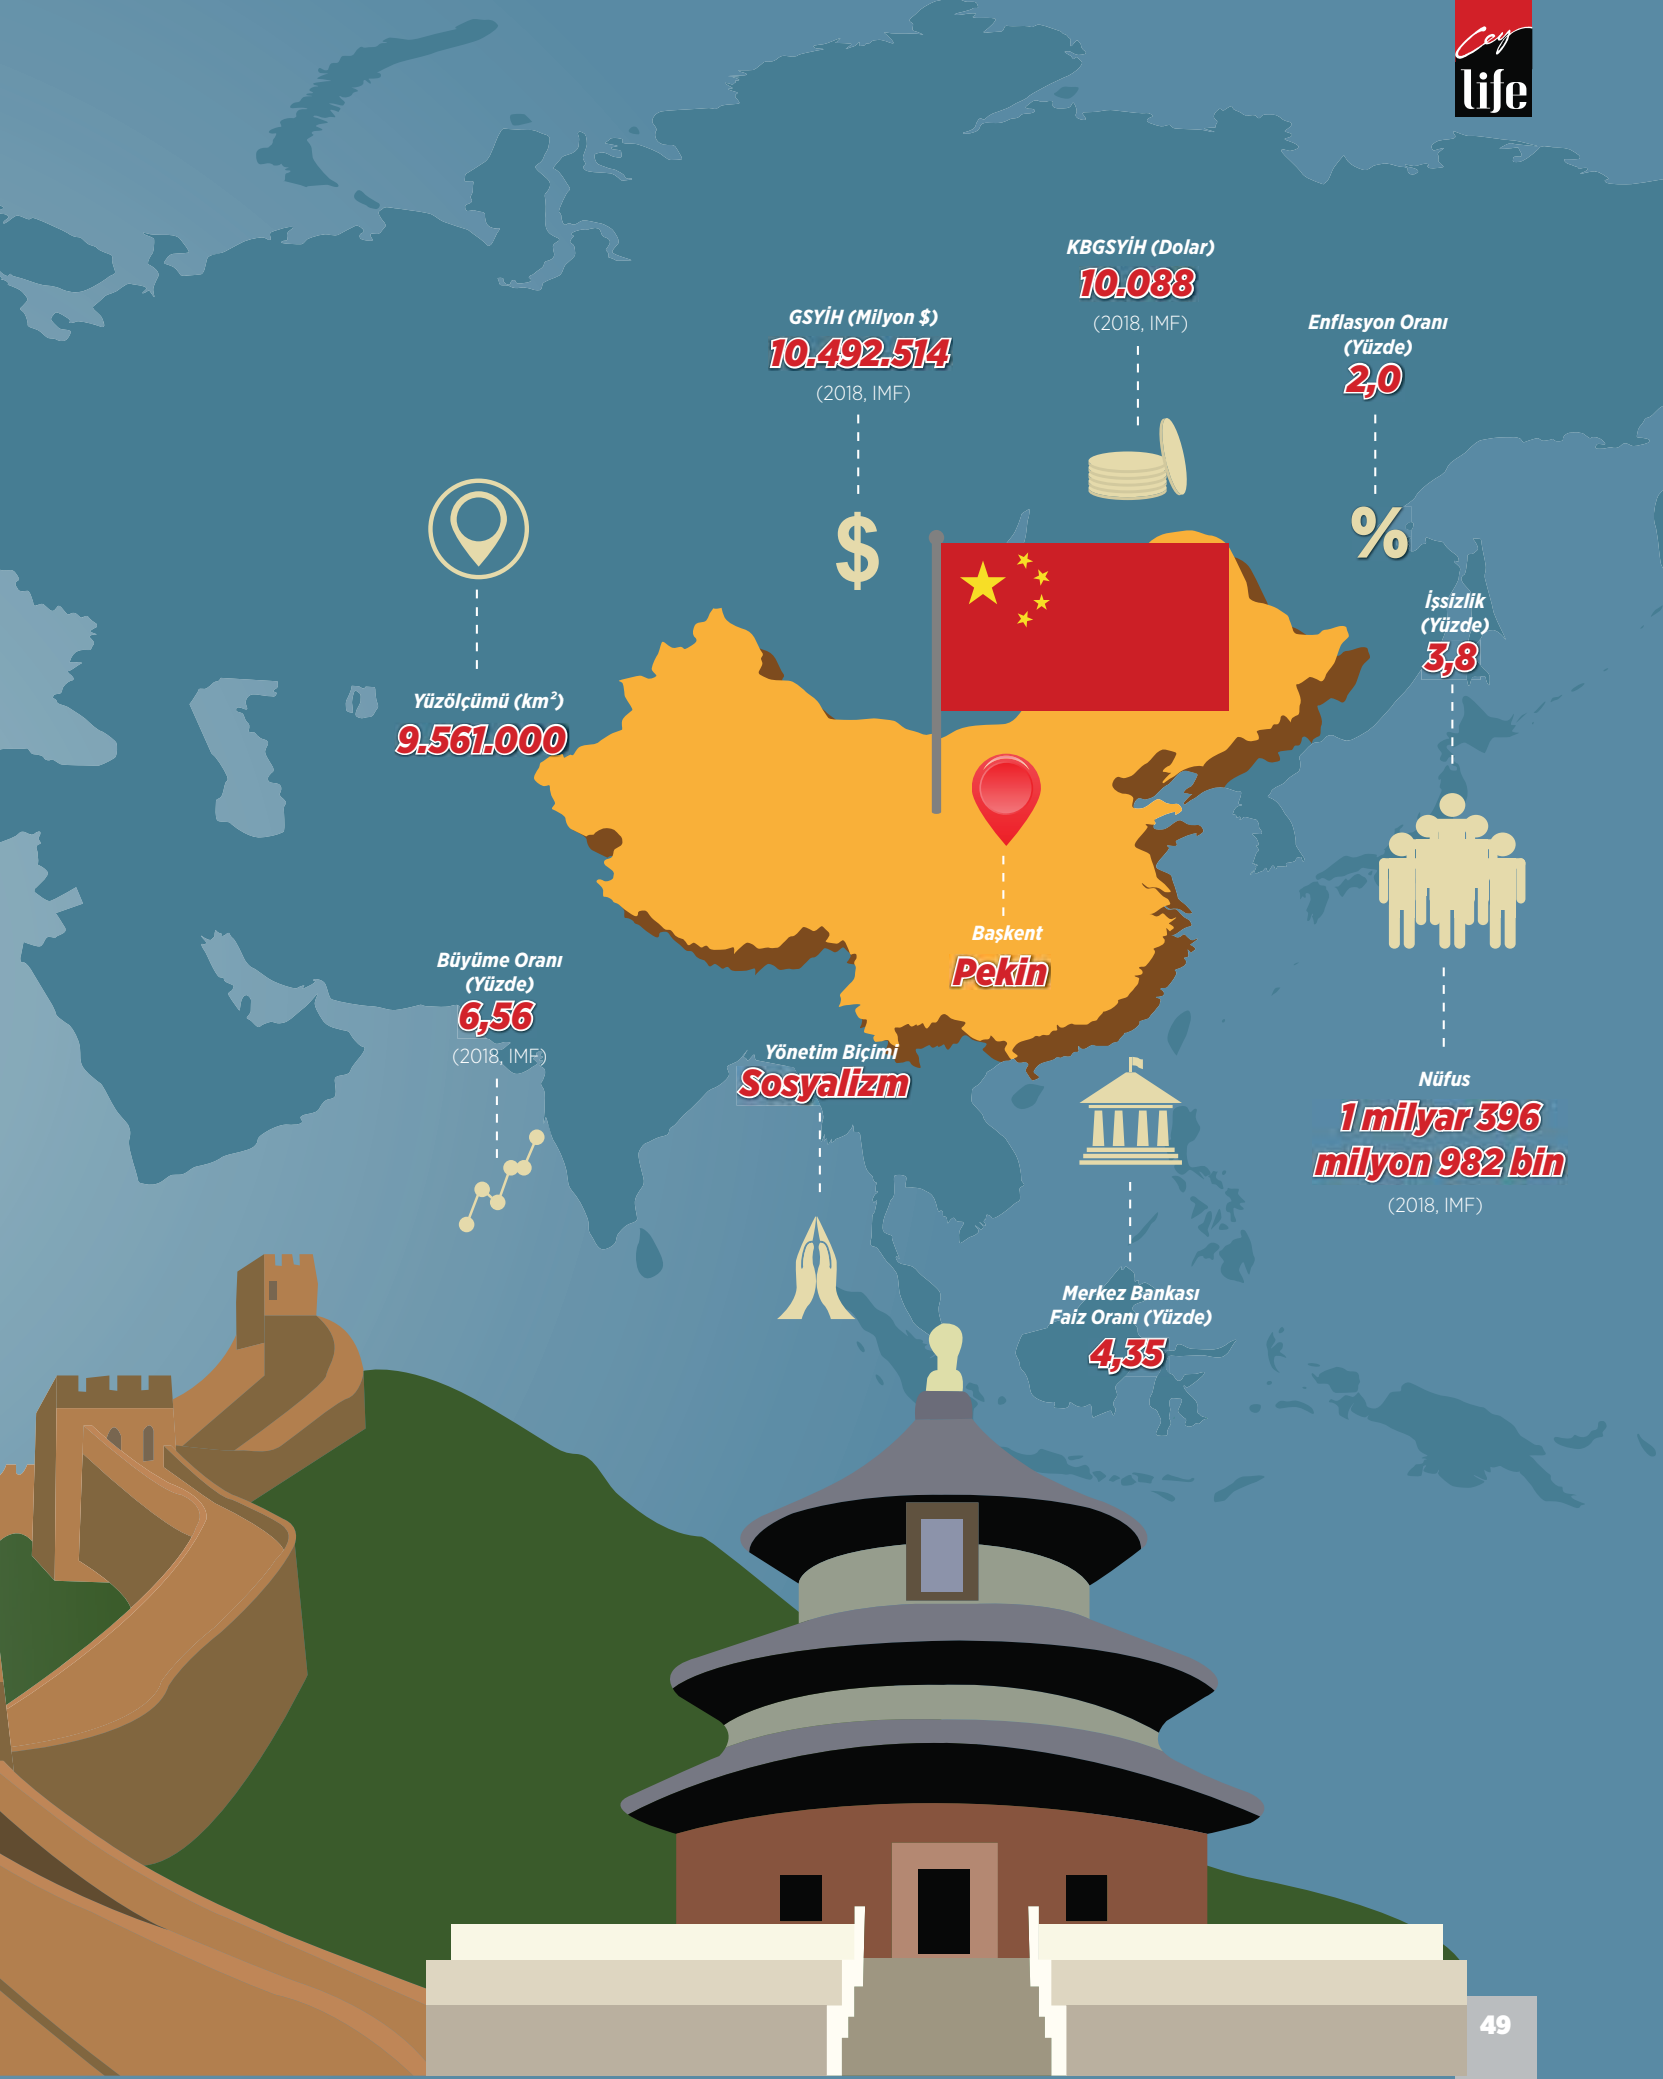 Cey
life
KBGSYİH (Dolar)
10.088
(2018, IMF)
GSYİH (Milyon $)
10.492.514
(2018, IMF)
Enflasyon Oranı
(Yüzde)
2,0
$
%
İşsizlik
(Yüzde)
3,8
Yüzölçümü (km²)
9.561.000
Başkent
Pekin
Büyüme Oranı
(Yüzde)
6,56
(2018, IMF)
Yönetim Biçimi
Sosyalizm
Nüfus
1 milyar 396
milyon 982 bin
(2018, IMF)
Merkez Bankası
Faiz Oranı (Yüzde)
4,35
49